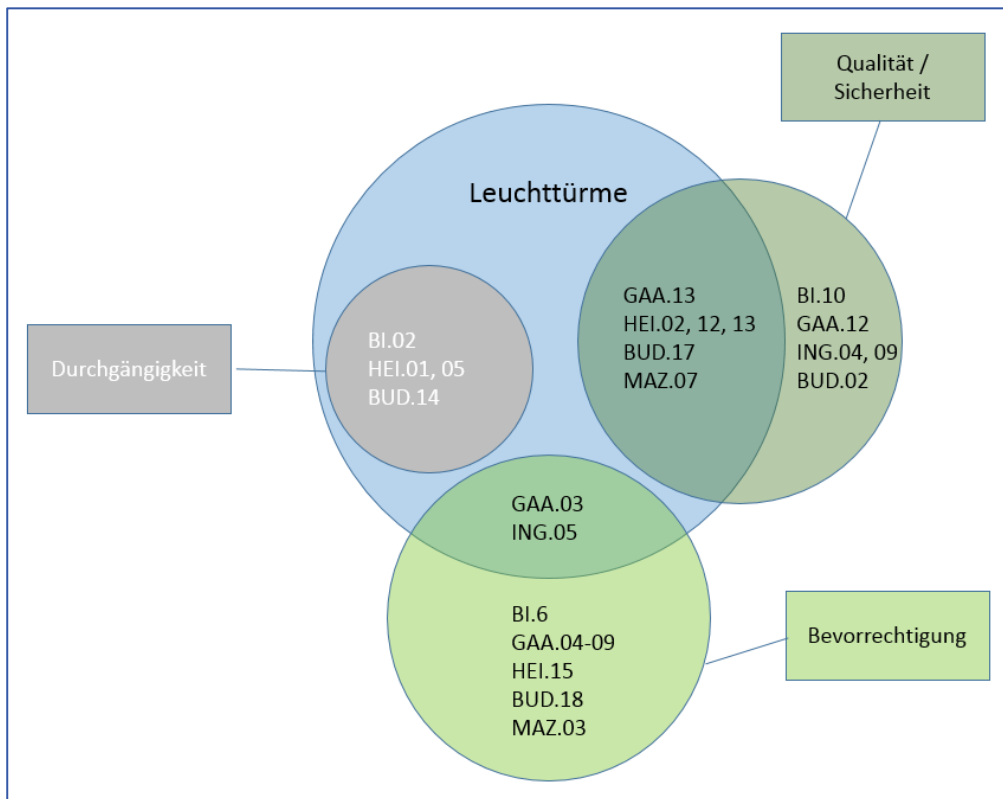 Qualität /
Sicherheit
Leuchttürme
GAA.13
HEI.02, 12, 13
BUD.17
MAZ.07
BI.10
GAA.12
ING.04, 09
BUD.02
Durchgängigkeit
BI.02
HEI.01, 05
BUD.14
GAA.03
ING.05
BI.6
GAA.04-09
HEI.15
BUD.18
MAZ.03
Bevorrechtigung